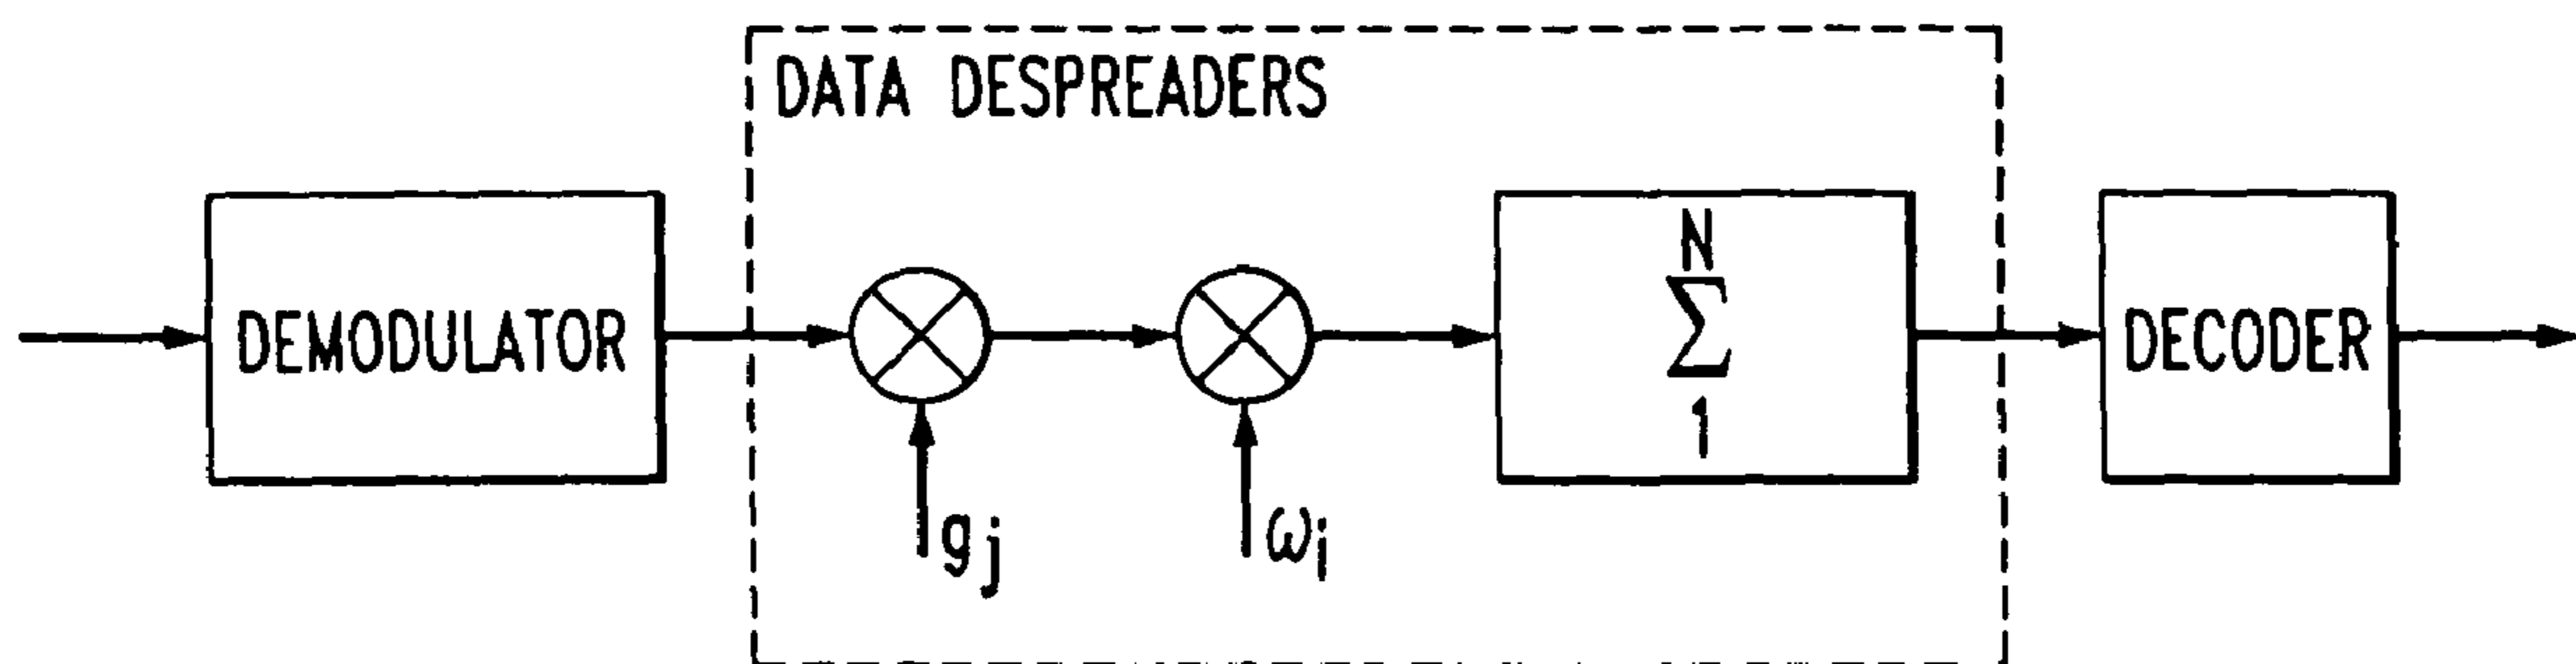 DATA DESPREADERS
DEMODULATOR
N
Σ
1
DECODER
gj
ωi